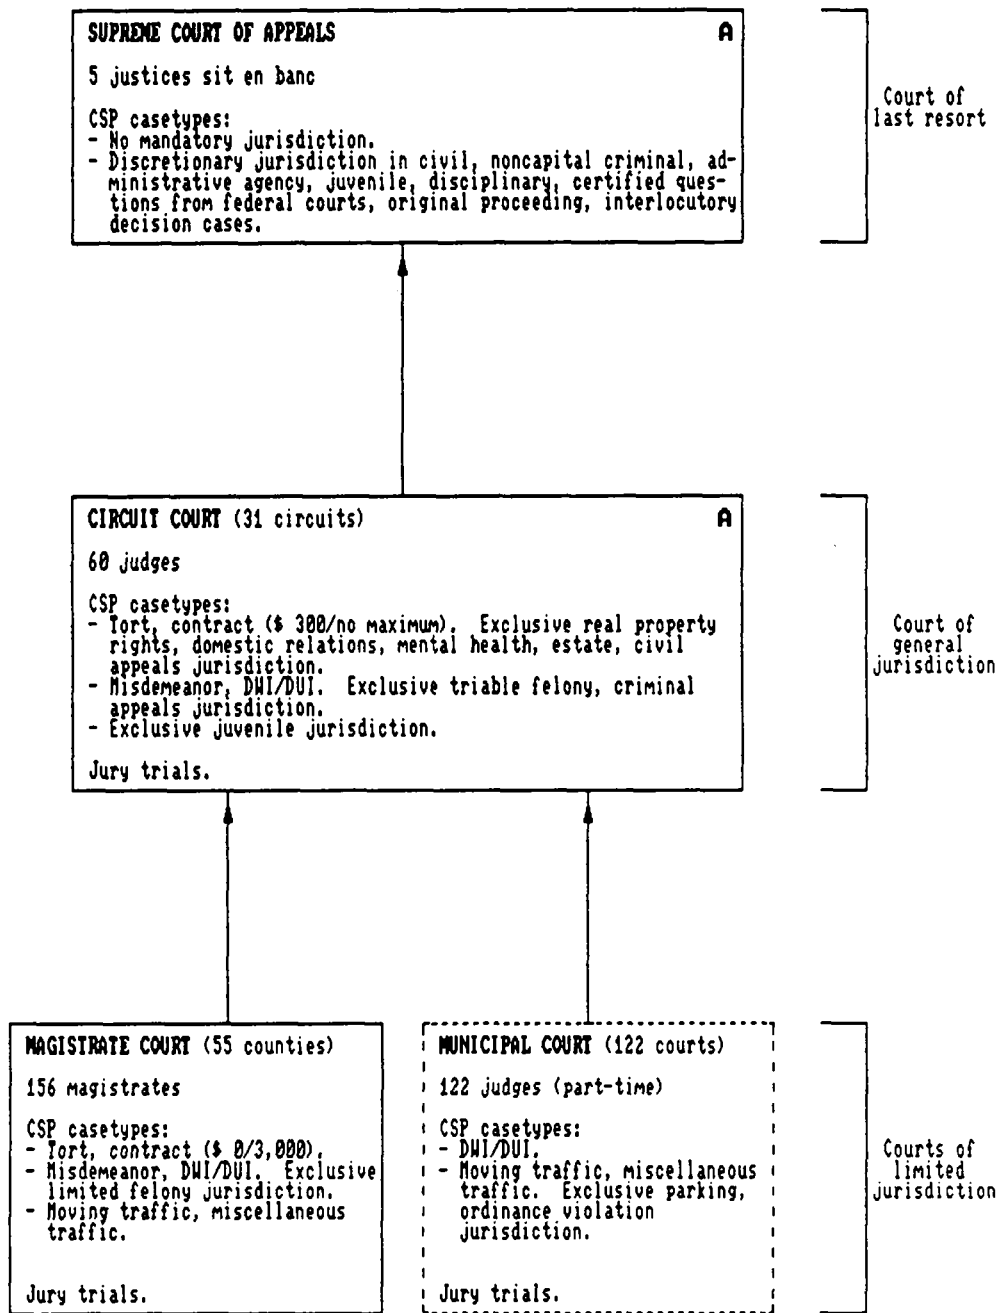 SUPREME COURT OF APPEALS A
5 justices sit en banc
CSP casetypes:
- No mandatory jurisdiction.
- Discretionary jurisdiction in civil, noncapital criminal, ad-
ministrative agency, juvenile, disciplinary, certified ques-
tions from federal courts, original proceeding, interlocutory
decision cases.
Court of
last resort
CIRCUIT COURT (31 circuits) A
60 judges
CSP casetypes:
- Tort, contract ($ 300/no maximum). Exclusive real property
rights, domestic relations, mental health, estate, civil
appeals jurisdiction.
- Misdemeanor, DWI/DUI. Exclusive triable felony, criminal
appeals jurisdiction.
- Exclusive juvenile jurisdiction.
Jury trials.
Court of
general
jurisdiction
MAGISTRATE COURT (55 counties)
156 magistrates
CSP casetypes:
- Tort, contract ($ 0/3,000).
- Misdemeanor, DWI/DUI. Exclusive
limited felony jurisdiction.
- Moving traffic, miscellaneous
traffic.
Jury trials.
MUNICIPAL COURT (122 courts)
122 judges (part-time)
CSP casetypes:
- DWI/DUI.
- Moving traffic, miscellaneous
traffic. Exclusive parking,
ordinance violation
jurisdiction.
Jury trials.
Courts of
limited
jurisdiction